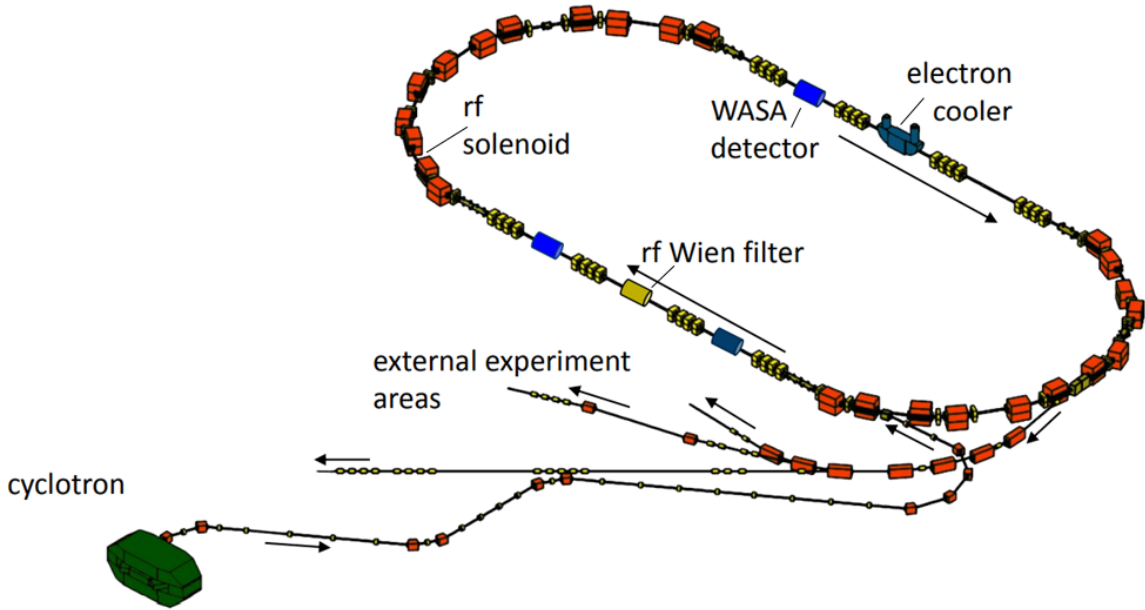 electron
cooler
WASA
detector
rf
solenoid
rf Wien filter
external experiment
areas
cyclotron